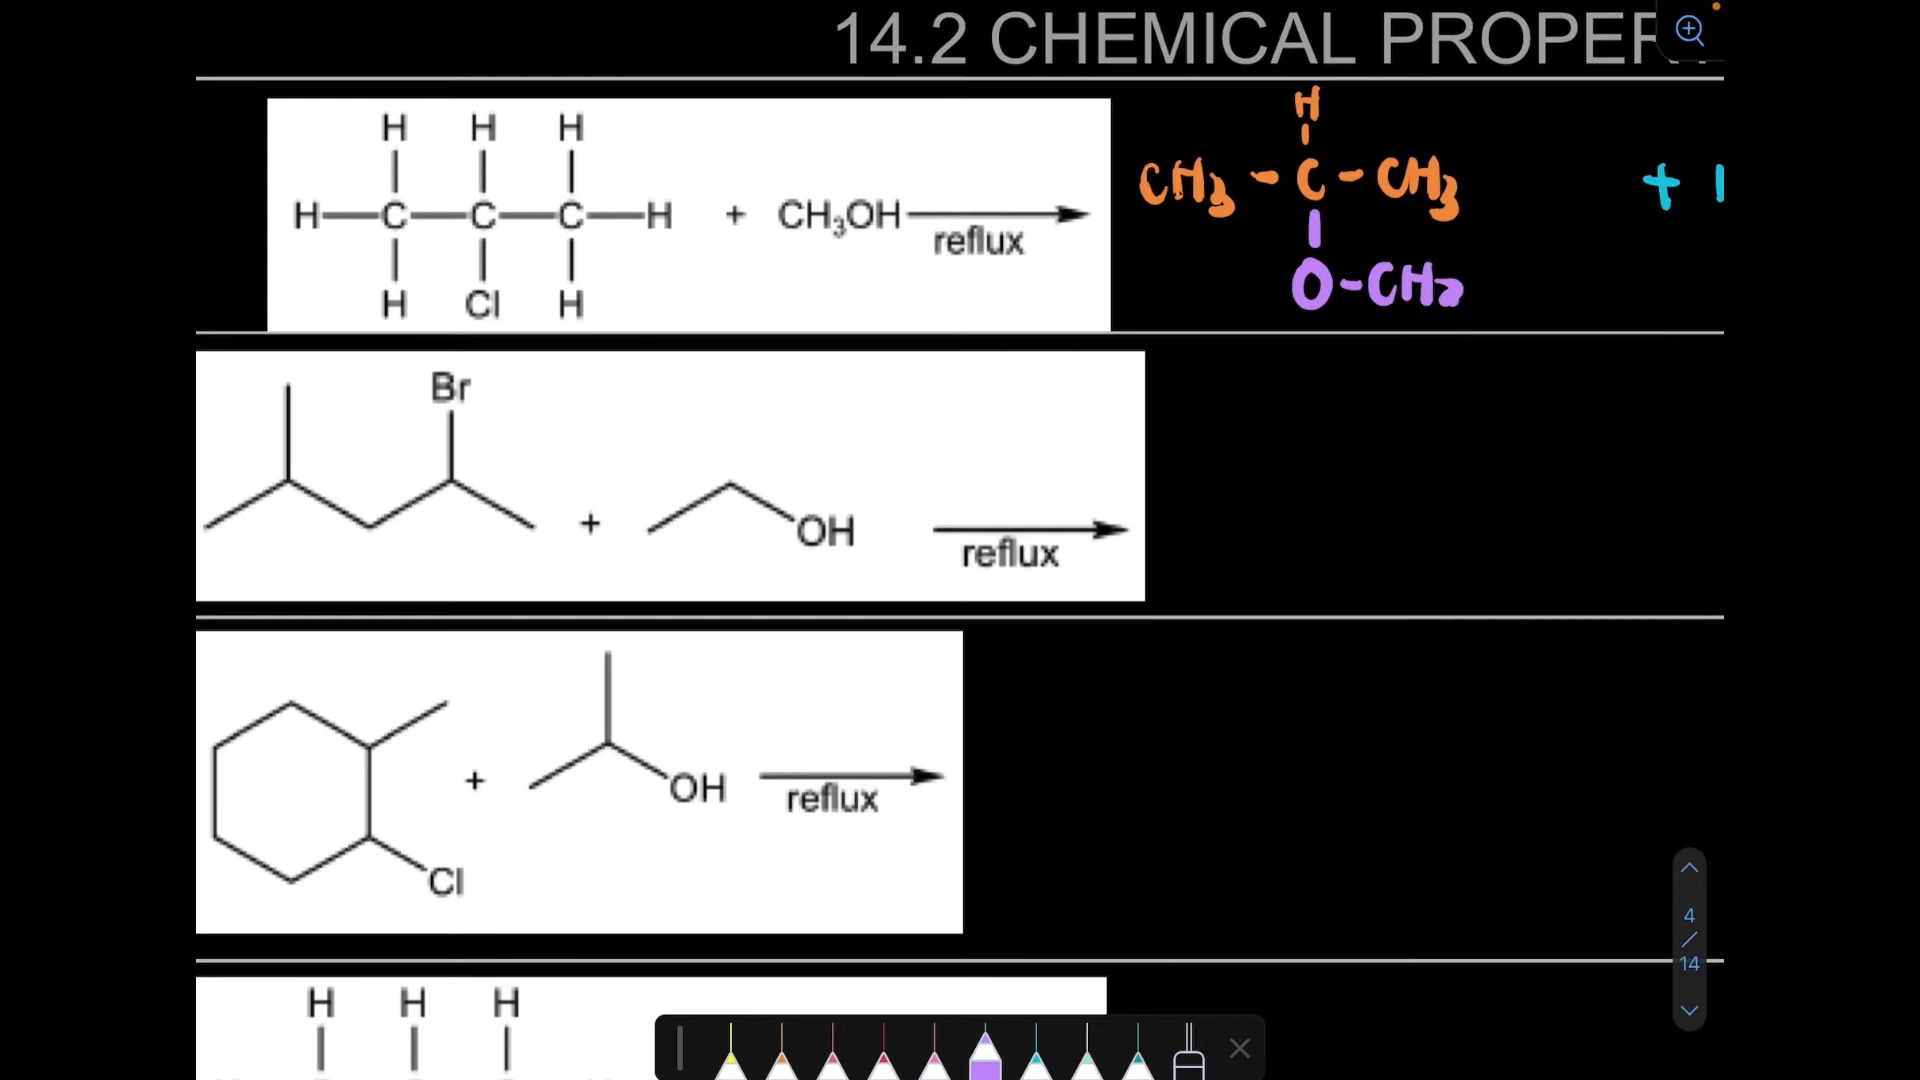 14.2 CHEMICAL PROPER
H H H H
H C C C H + CH₃OH reflux CH₃ - C - CH₃ +
H Cl H O-CH₃
Br
+ OH reflux
+ OH reflux
Cl
4
/
14
H H H